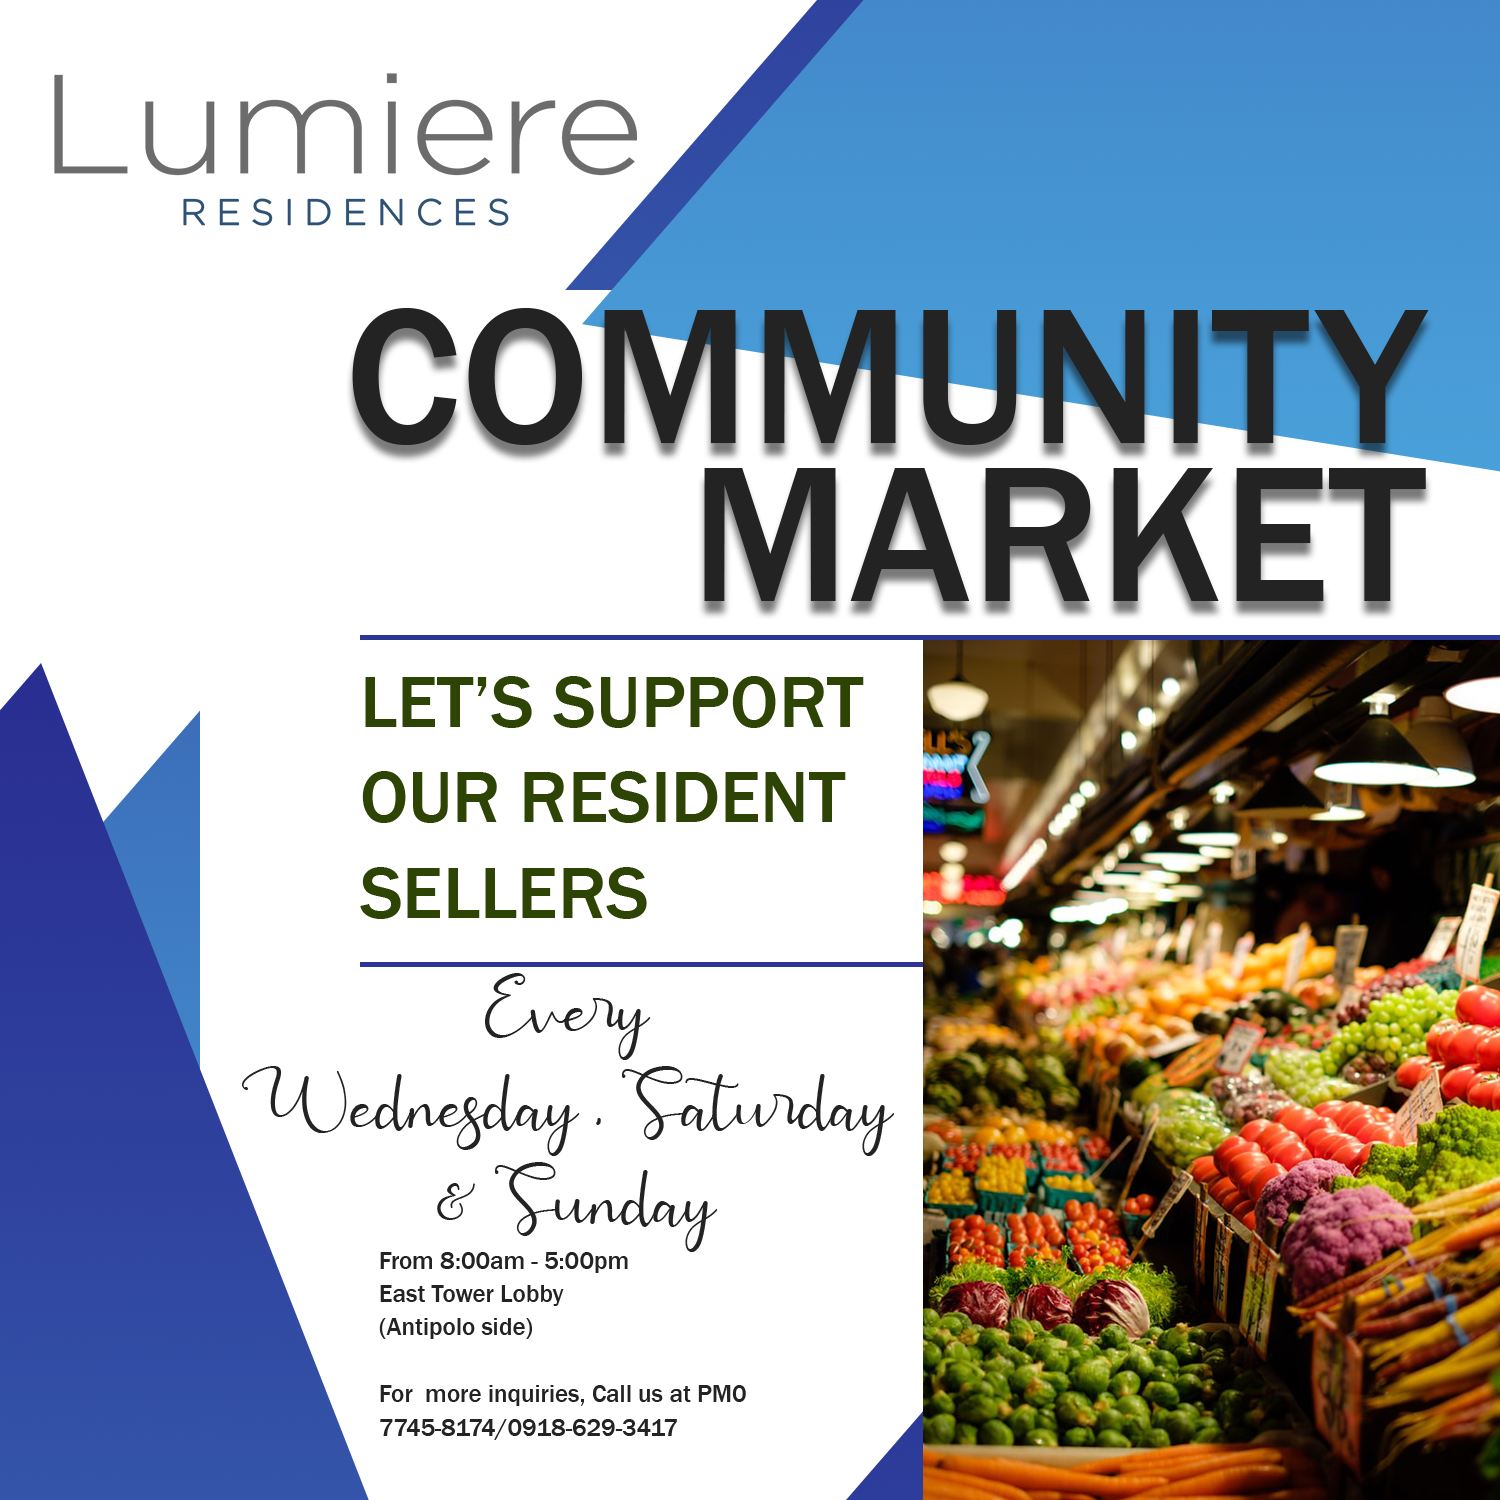 Lumiere
RESIDENCES
COMMUNITY
MARKET
LET'S SUPPORT
OUR RESIDENT
SELLERS
Every
Wednesday, Saturday
& Sunday
From 8:00am - 5:00pm
East Tower Lobby
(Antipolo side)
For  more inquiries, Call us at PMO
7745-8174/0918-629-3417